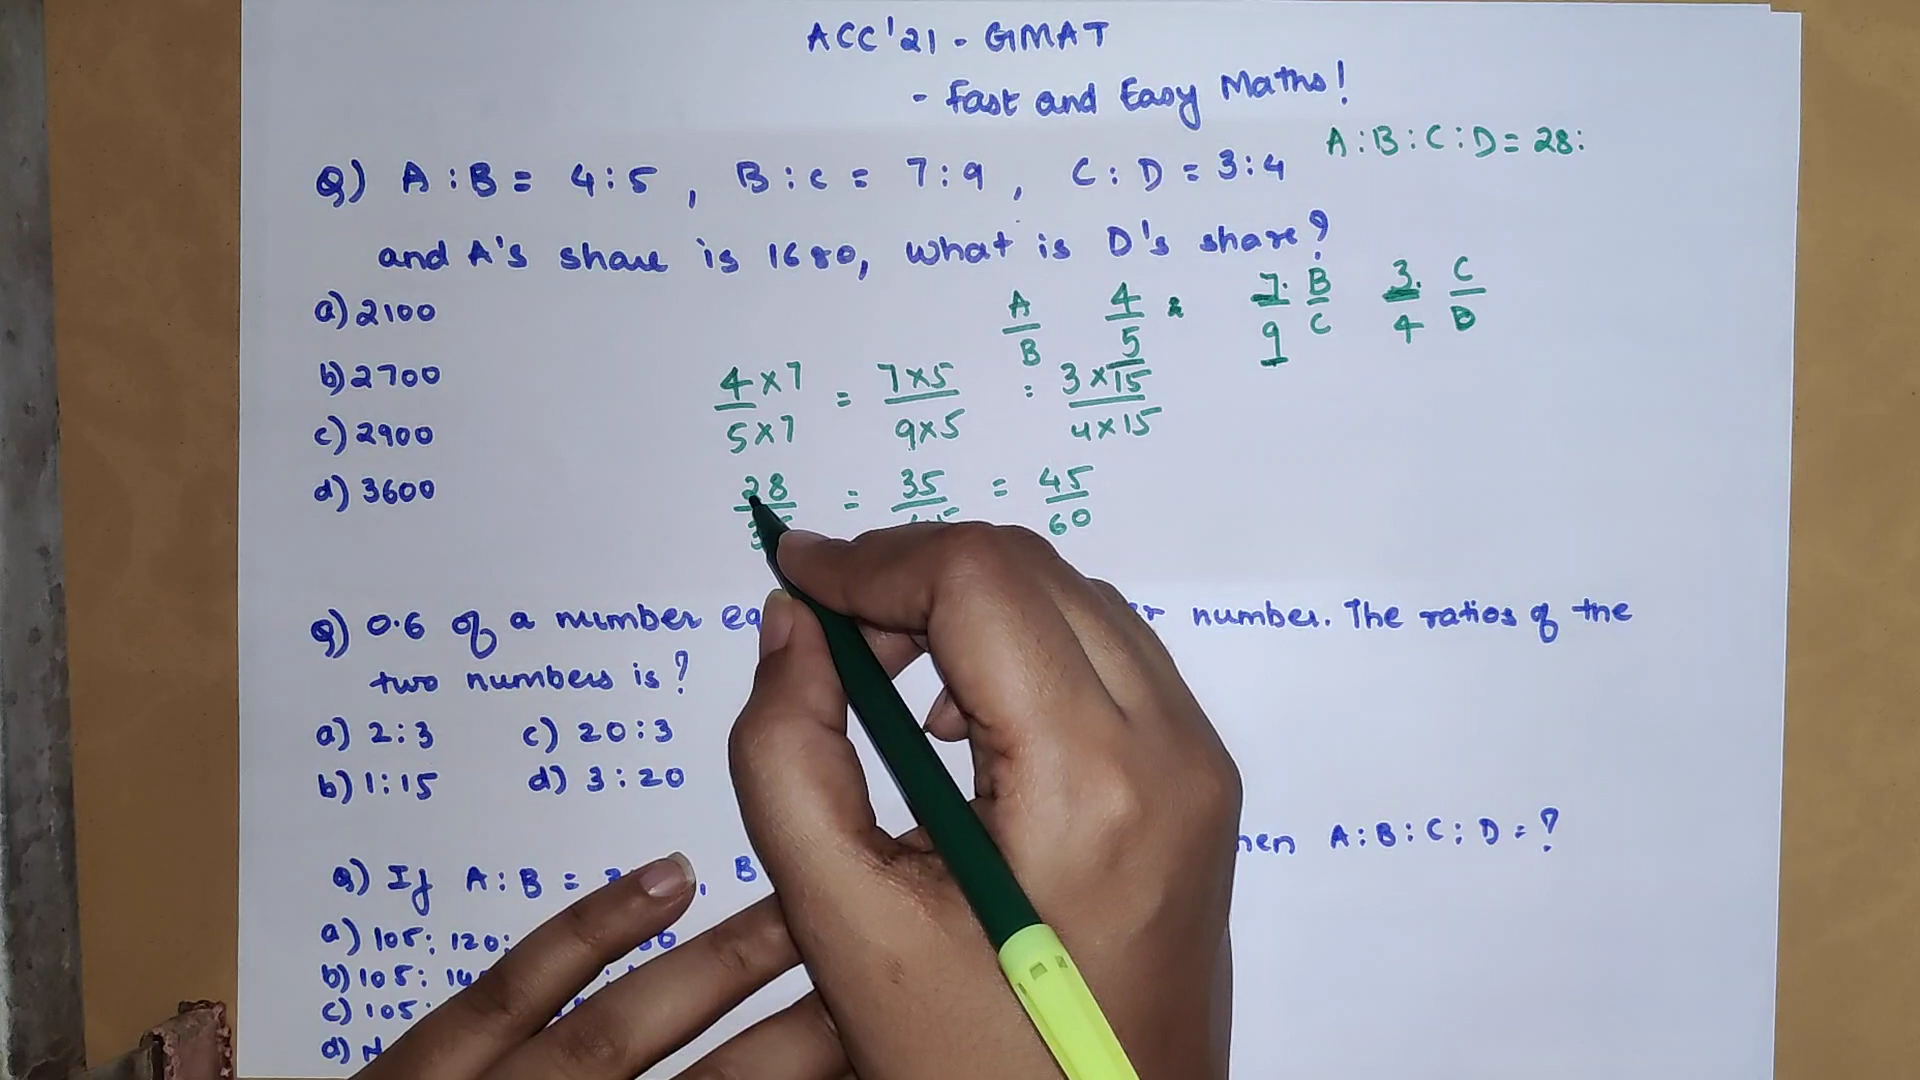 ACC'21 - GMAT
- Fast and Easy Maths!
A:B:C:D = 28:
Q) A:B = 4:5, B:C = 7:9, C:D = 3:4
and A's share is 1680, what is D's share?
a) 2100
b) 2700
c) 2900
d) 3600
A/B 4/5 7/9 B/C 3/4 C/D
4×7/5×7 = 7×5/9×5 : 3×15/4×15
28/ = 35/ = 45/60
Q) 0.6 of a number number. The ratios of the
two numbers is?
a) 2:3 c) 20:3
b) 1:15 d) 3:20
Q) If A:B = , B A:B:C:D = ?
a) 105: 120:
b) 105:
c) 105:
d)